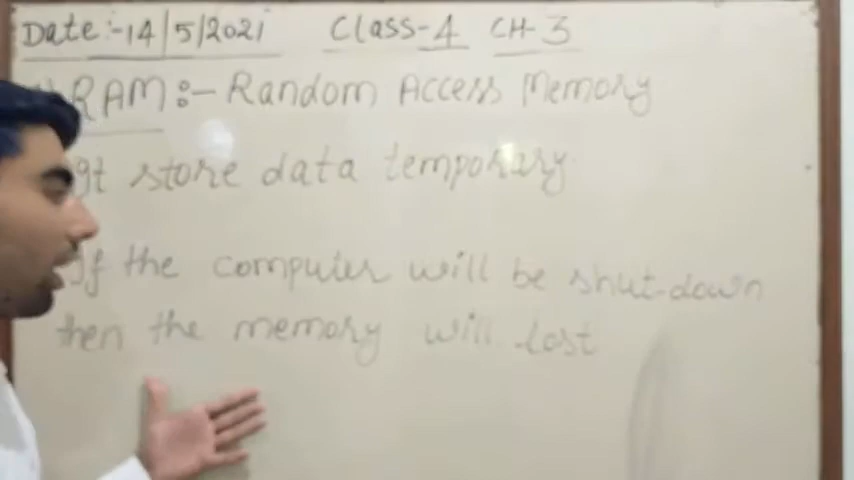 Date:-14/5/2021 Class-4 CH-3
RAM:- Random Access Memory
It store data temporary
If the computer will be shut-down
then the memory will lost